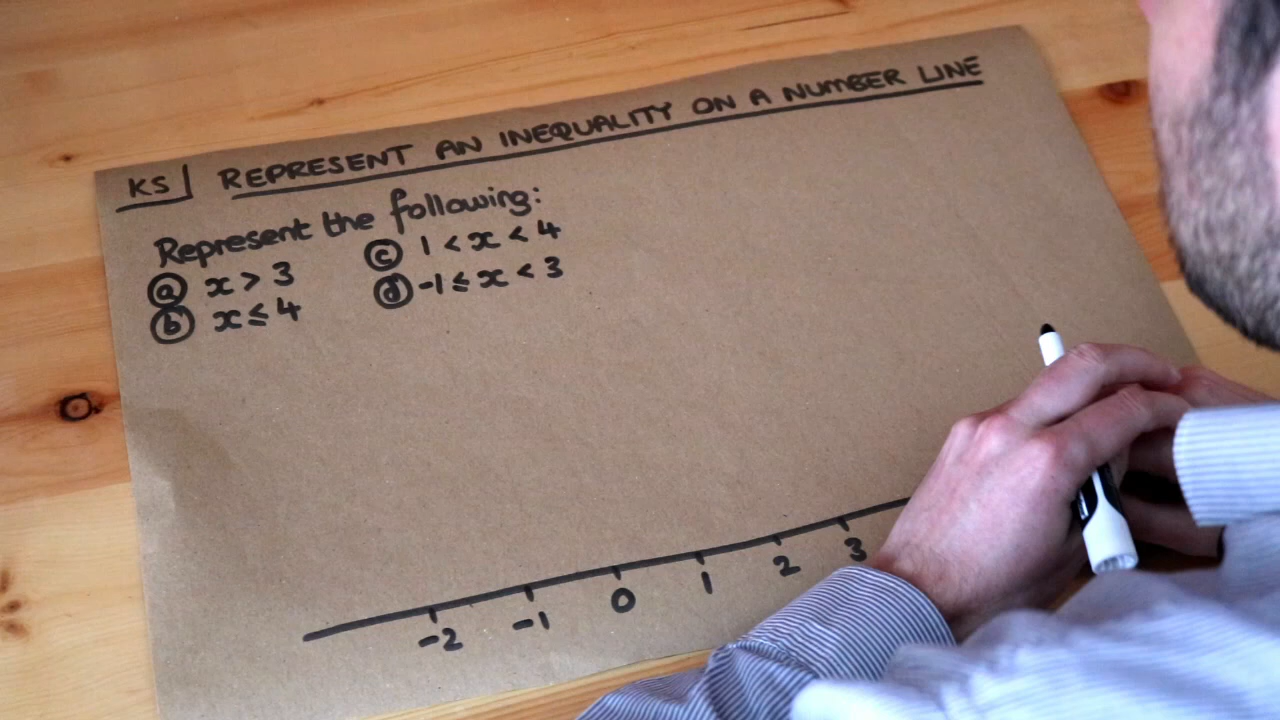 KS REPRESENT AN INEQUALITY ON A NUMBER LINE
Represent the following:
ⓐ x > 3
ⓑ x ≤ 4
ⓒ 1 < x < 4
ⓓ -1 ≤ x < 3
-2 -1 0 1 2 3